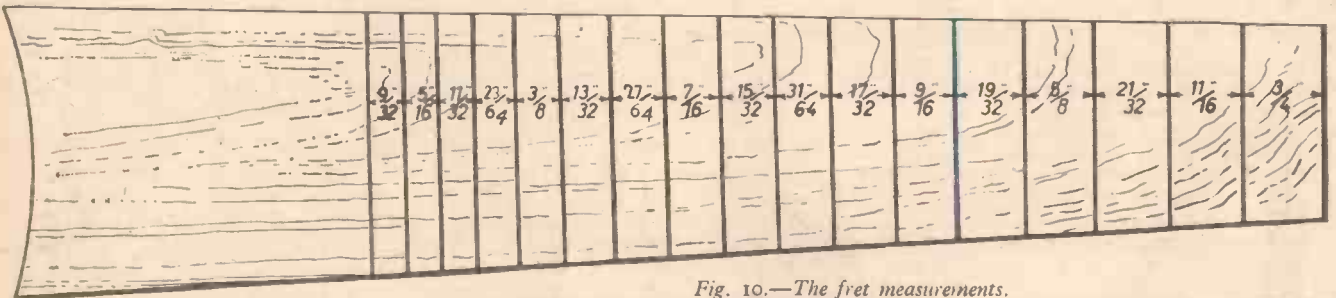 9/32" 5/16" 11/32" 23/64" 3/8" 13/32" 27/64" 7/16" 15/32" 31/64" 17/32" 9/16" 19/32" 5/8" 21/32" 11/16" 3/4"
Fig. 10.—The fret measurements.